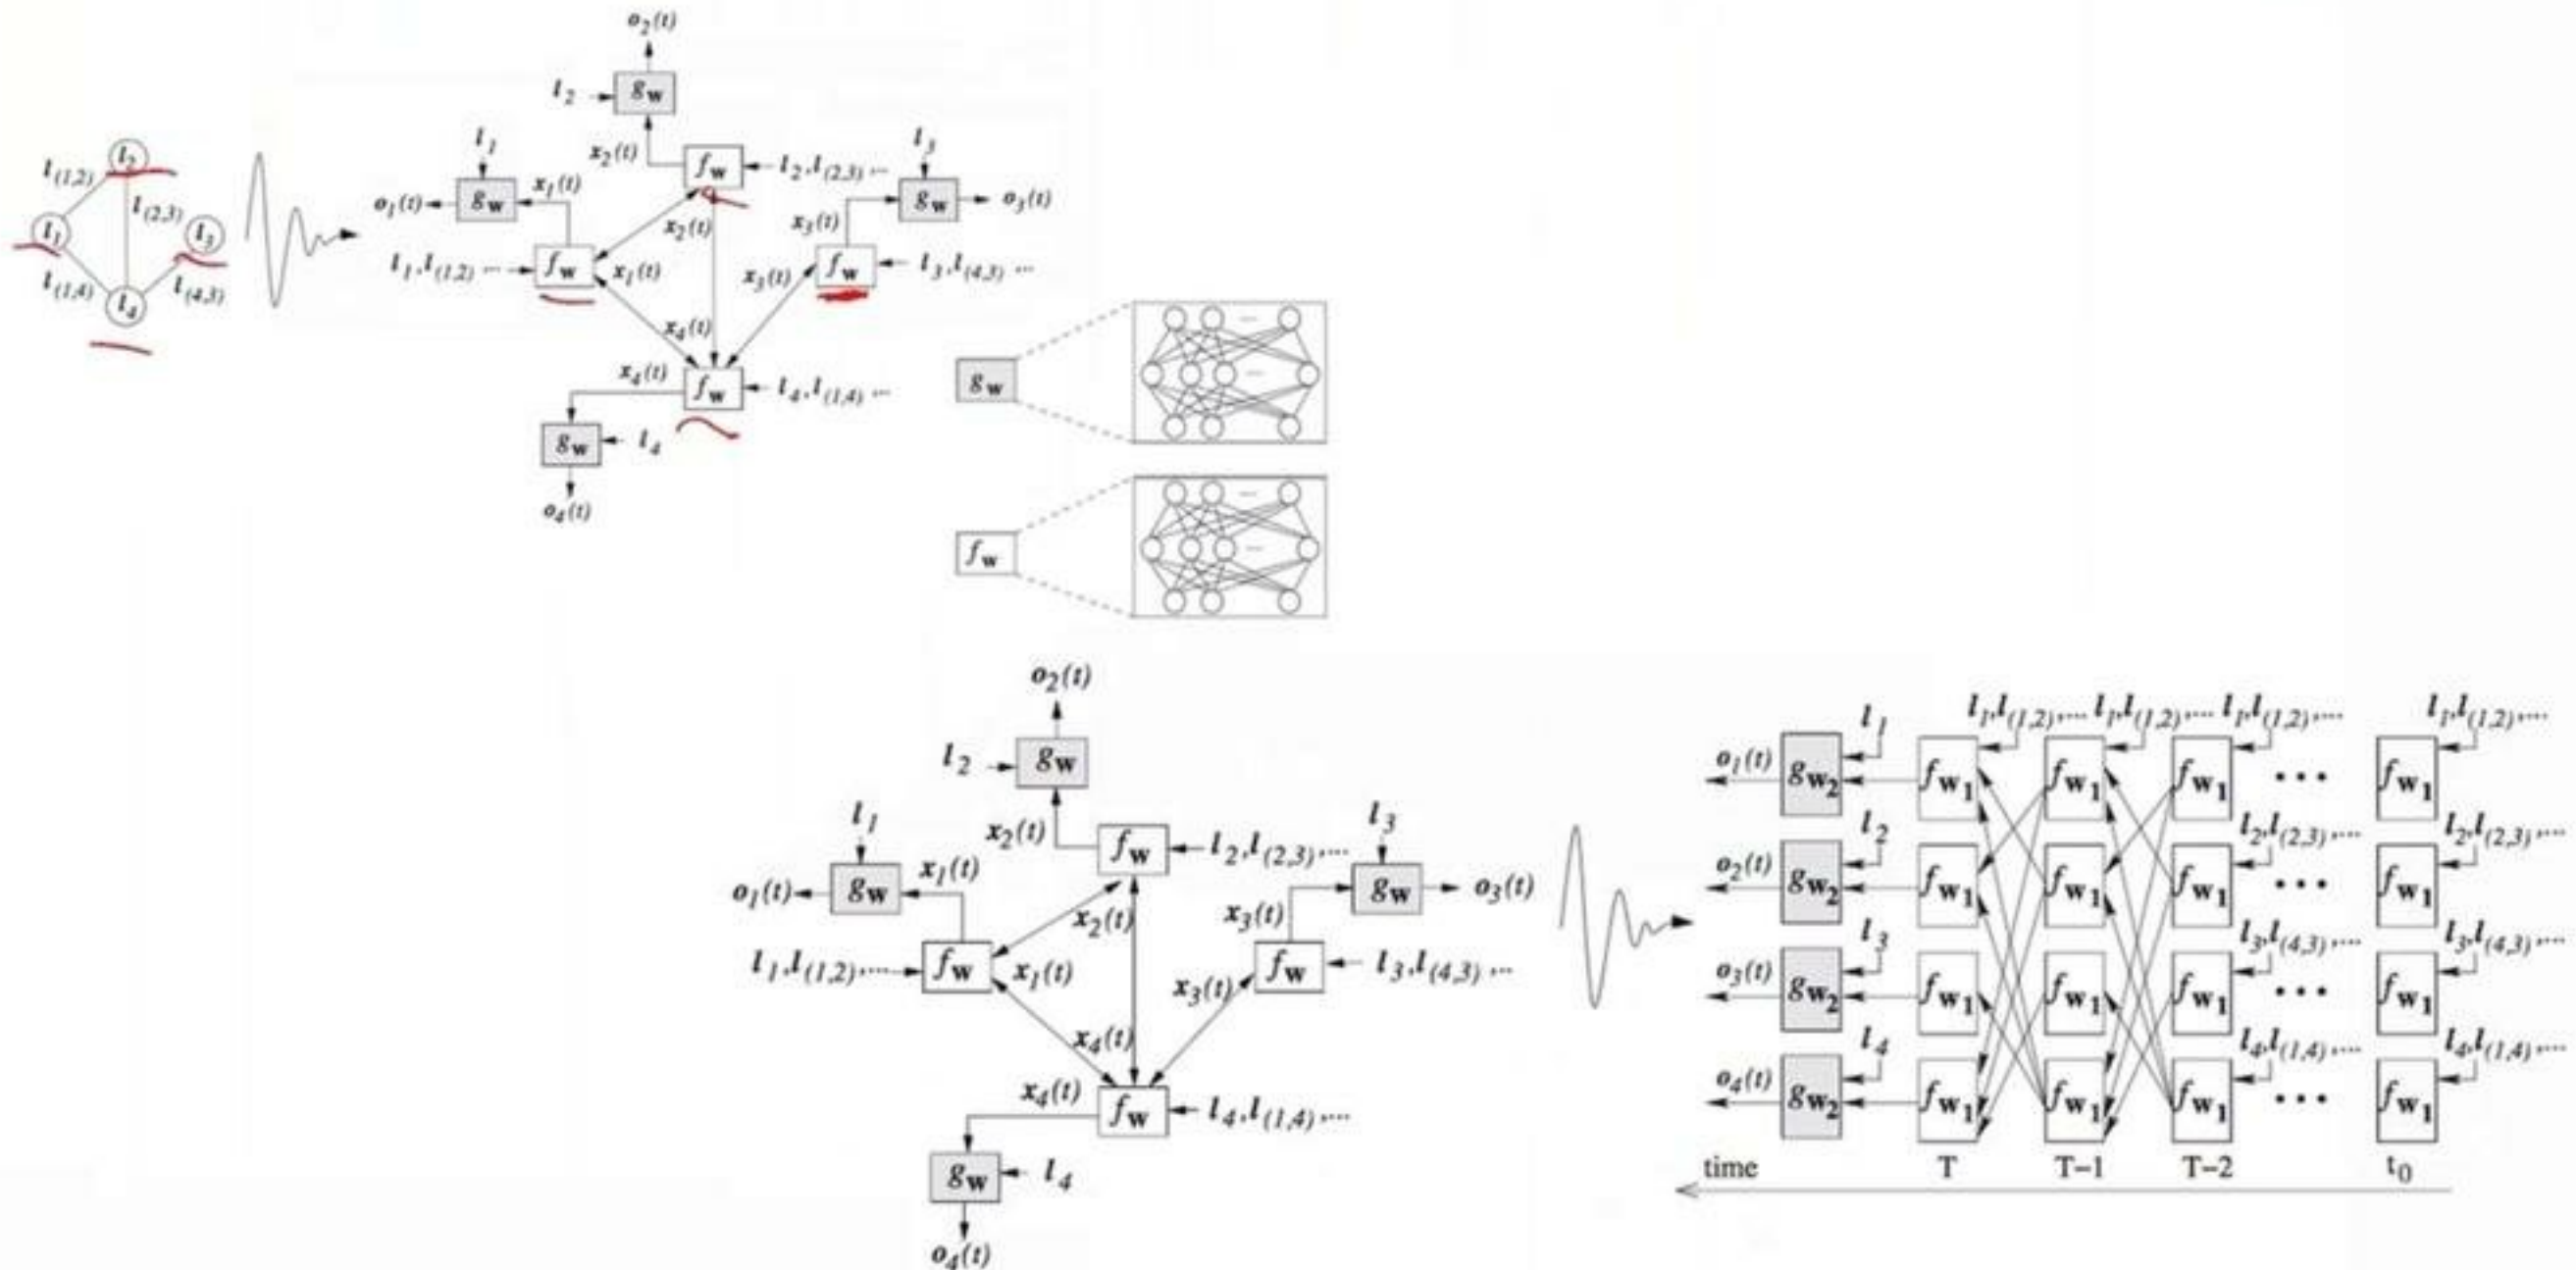 o2(t)
l2 gw
x2(t) fw l2,l(2,3) ...
l1 l3
o1(t) gw x1(t) gw o3(t)
x2(t) x3(t)
l1,l(1,2) ... fw x1(t) x3(t) fw l3,l(4,3) ...
x4(t)
x4(t) fw l4,l(1,4) ...
gw l4
o4(t)
l2
l(1,2) l(2,3)
l1 l3
l(1,4) l4 l(4,3)
gw
fw
o2(t)
l2 gw
x2(t) fw l2,l(2,3),...
l1 l3
o1(t) gw x1(t) gw o3(t)
x2(t) x3(t)
l1,l(1,2),... fw x1(t) x3(t) fw l3,l(4,3) ...
x4(t)
x4(t) fw l4,l(1,4),...
gw l4
o4(t)
l1 l1,l(1,2),... l1,l(1,2),... l1,l(1,2),... l1,l(1,2),...
o1(t) gw2 fw1 fw1 fw1 ... fw1
l2 l2,l(2,3),... l2,l(2,3),...
o2(t) gw2 fw1 fw1 fw1 ... fw1
l3 l3,l(4,3),... l3,l(4,3),...
o3(t) gw2 fw1 fw1 fw1 ... fw1
l4 l4,l(1,4),... l4,l(1,4),...
o4(t) gw2 fw1 fw1 fw1 ... fw1
time T T-1 T-2 t0